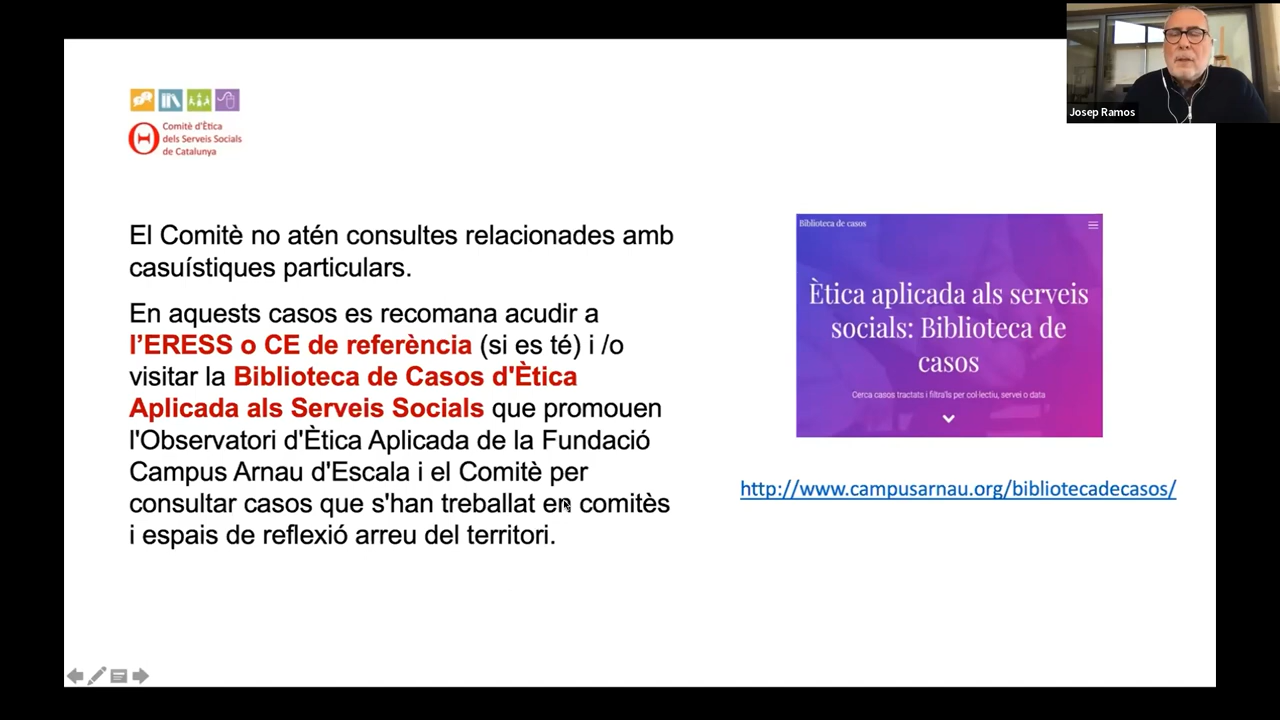 Josep Ramos
Comitè d'Ètica
dels Serveis Socials
de Catalunya
El Comitè no atén consultes relacionades amb
casuístiques particulars.
En aquests casos es recomana acudir a
l’ERESS o CE de referència (si es té) i /o
visitar la Biblioteca de Casos d'Ètica
Aplicada als Serveis Socials que promouen
l'Observatori d'Ètica Aplicada de la Fundació
Campus Arnau d'Escala i el Comitè per
consultar casos que s'han treballat en comitès
i espais de reflexió arreu del territori.
Biblioteca de casos
Ètica aplicada als serveis
socials: Biblioteca de
casos
Cerca casos tractats i filtra'ls per col·lectiu, servei o data
http://www.campusarnau.org/bibliotecadecasos/